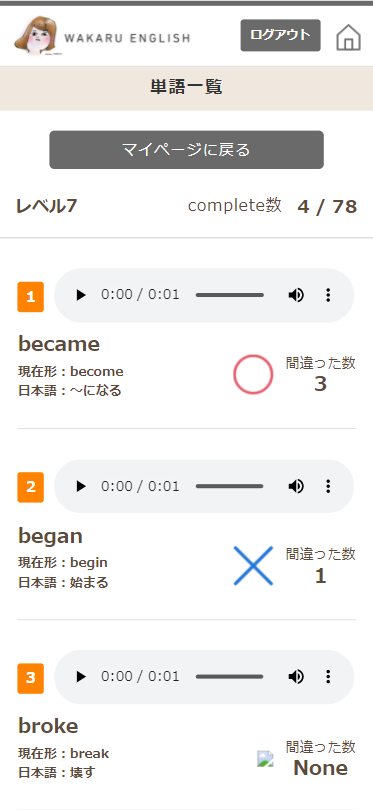 WAKARU ENGLISH
ログアウト
単語一覧
マイページに戻る
レベル7 complete数 4 / 78
1 0:00 / 0:01
became
現在形：become
日本語：〜になる
間違った数
3
2 0:00 / 0:01
began
現在形：begin
日本語：始まる
間違った数
1
3 0:00 / 0:01
broke
現在形：break
日本語：壊す
間違った数
None